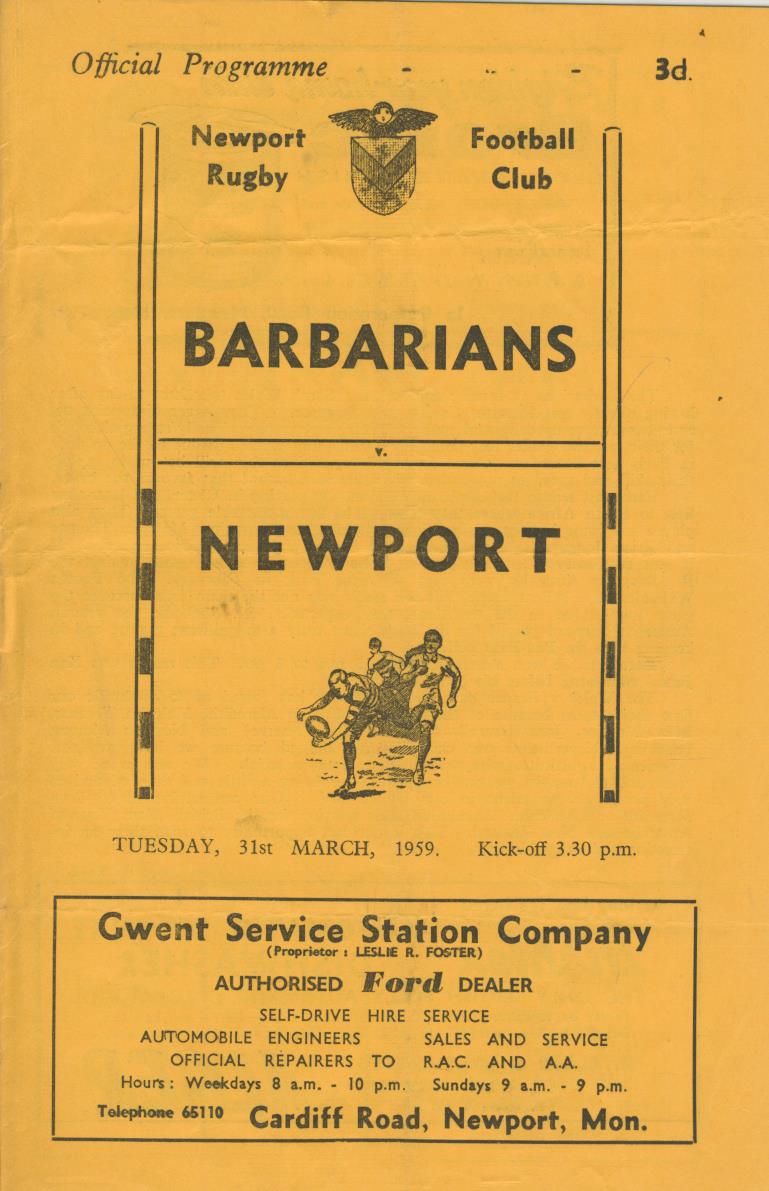 Official Programme - - - 3d.
Newport Football
Rugby Club
BARBARIANS
v.
NEWPORT
TUESDAY, 31st MARCH, 1959. Kick-off 3.30 p.m.
Gwent Service Station Company
(Proprietor : LESLIE R. FOSTER)
AUTHORISED Ford DEALER
SELF-DRIVE HIRE SERVICE
AUTOMOBILE ENGINEERS SALES AND SERVICE
OFFICIAL REPAIRERS TO R.A.C. AND A.A.
Hours : Weekdays 8 a.m. - 10 p.m. Sundays 9 a.m. - 9 p.m.
Telephone 65110 Cardiff Road, Newport, Mon.